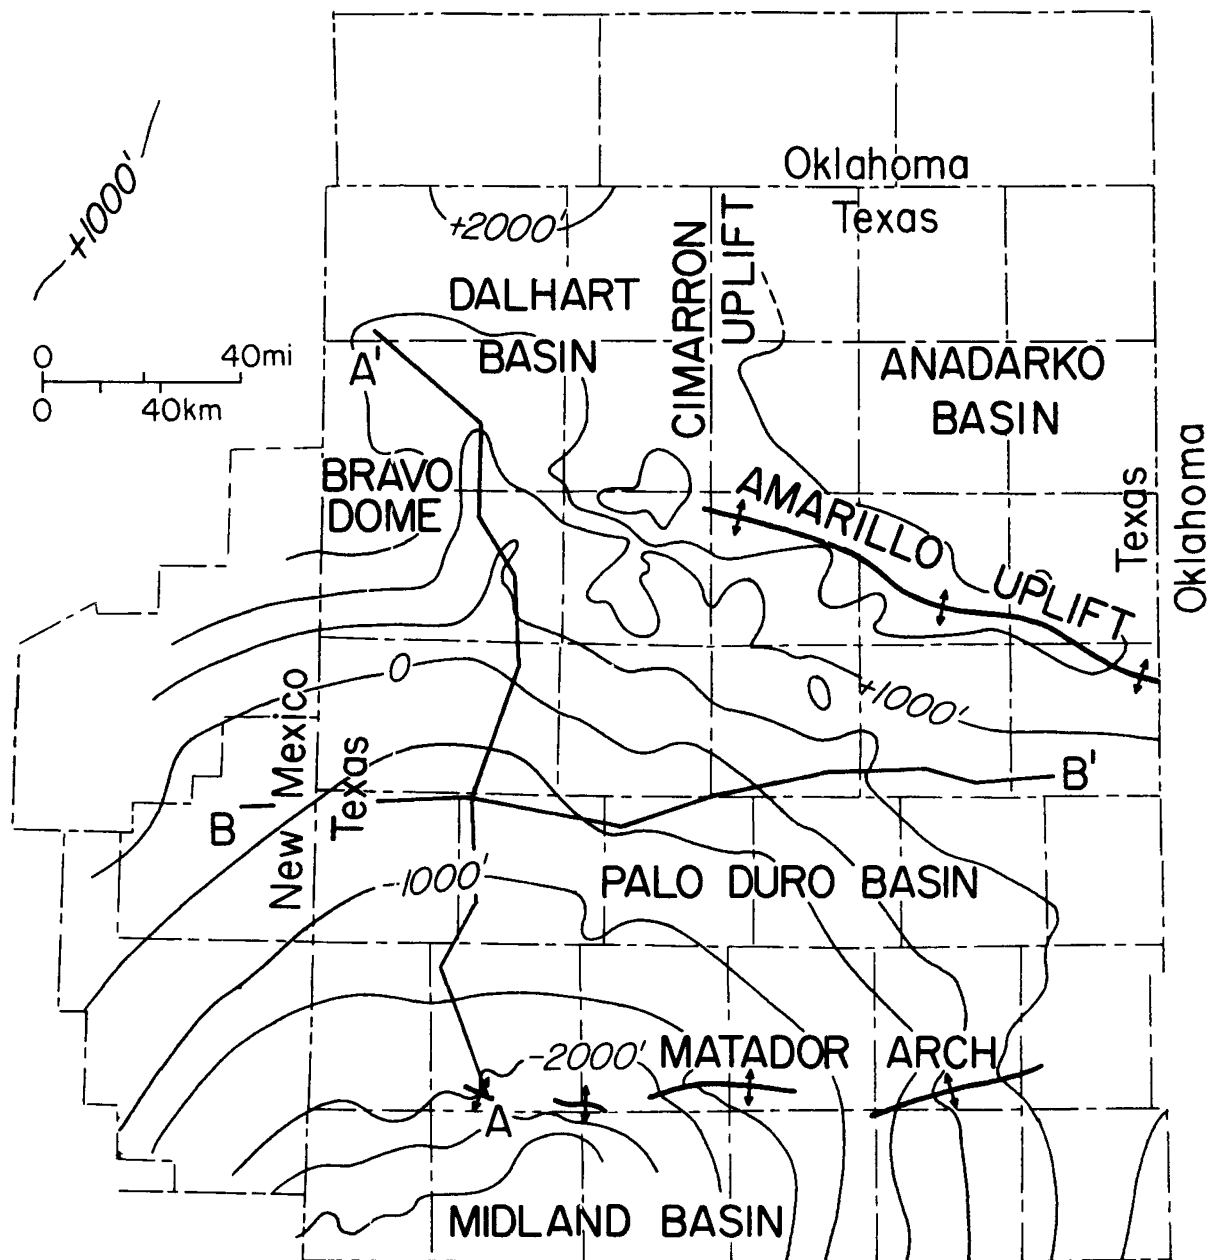 Oklahoma
Texas
+1000'
+2000'
CIMARRON
UPLIFT
DALHART
BASIN
0 40mi
0 40km
A'
ANADARKO
BASIN
BRAVO
DOME
AMARILLO
UPLIFT
Texas
Oklahoma
0
0
+1000'
New Mexico
Texas
B
B'
-1000'
PALO DURO BASIN
-2000'
MATADOR ARCH
A
MIDLAND BASIN